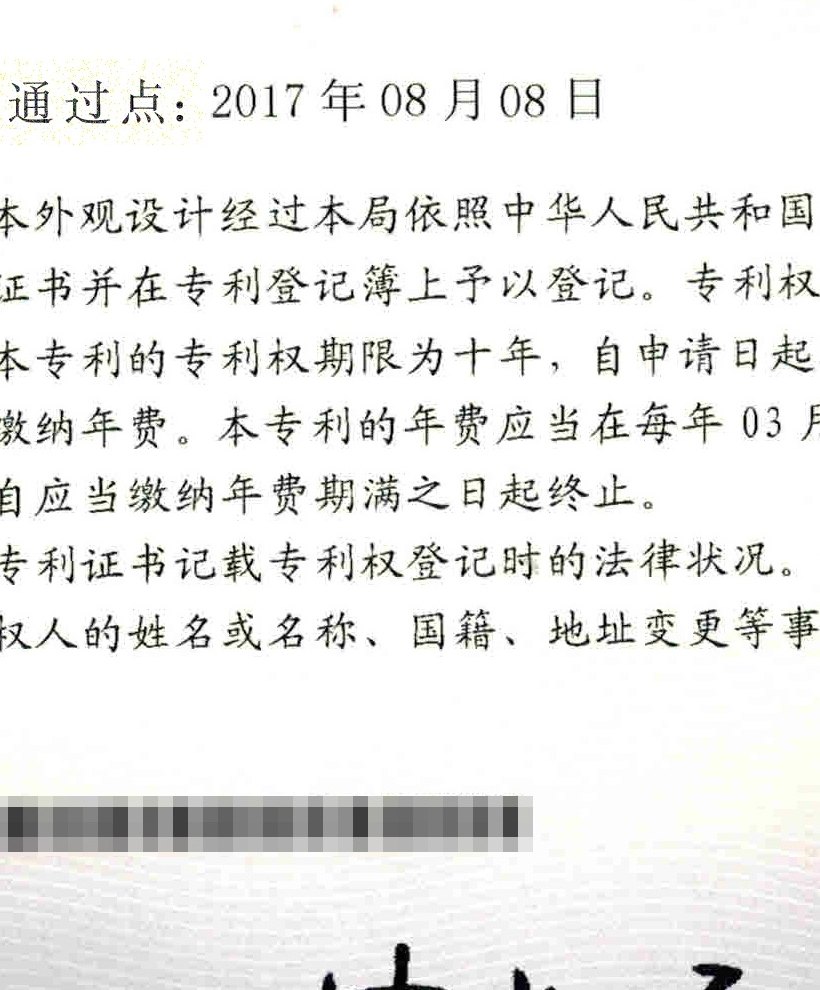 通过点：2017 年 08 月 08 日
本外观设计经过本局依照中华人民共和国
证书并在专利登记簿上予以登记。专利权
本专利的专利权期限为十年，自申请日起
缴纳年费。本专利的年费应当在每年 03 月
自应当缴纳年费期满之日起终止。
专利证书记载专利权登记时的法律状况。
权人的姓名或名称、国籍、地址变更等事